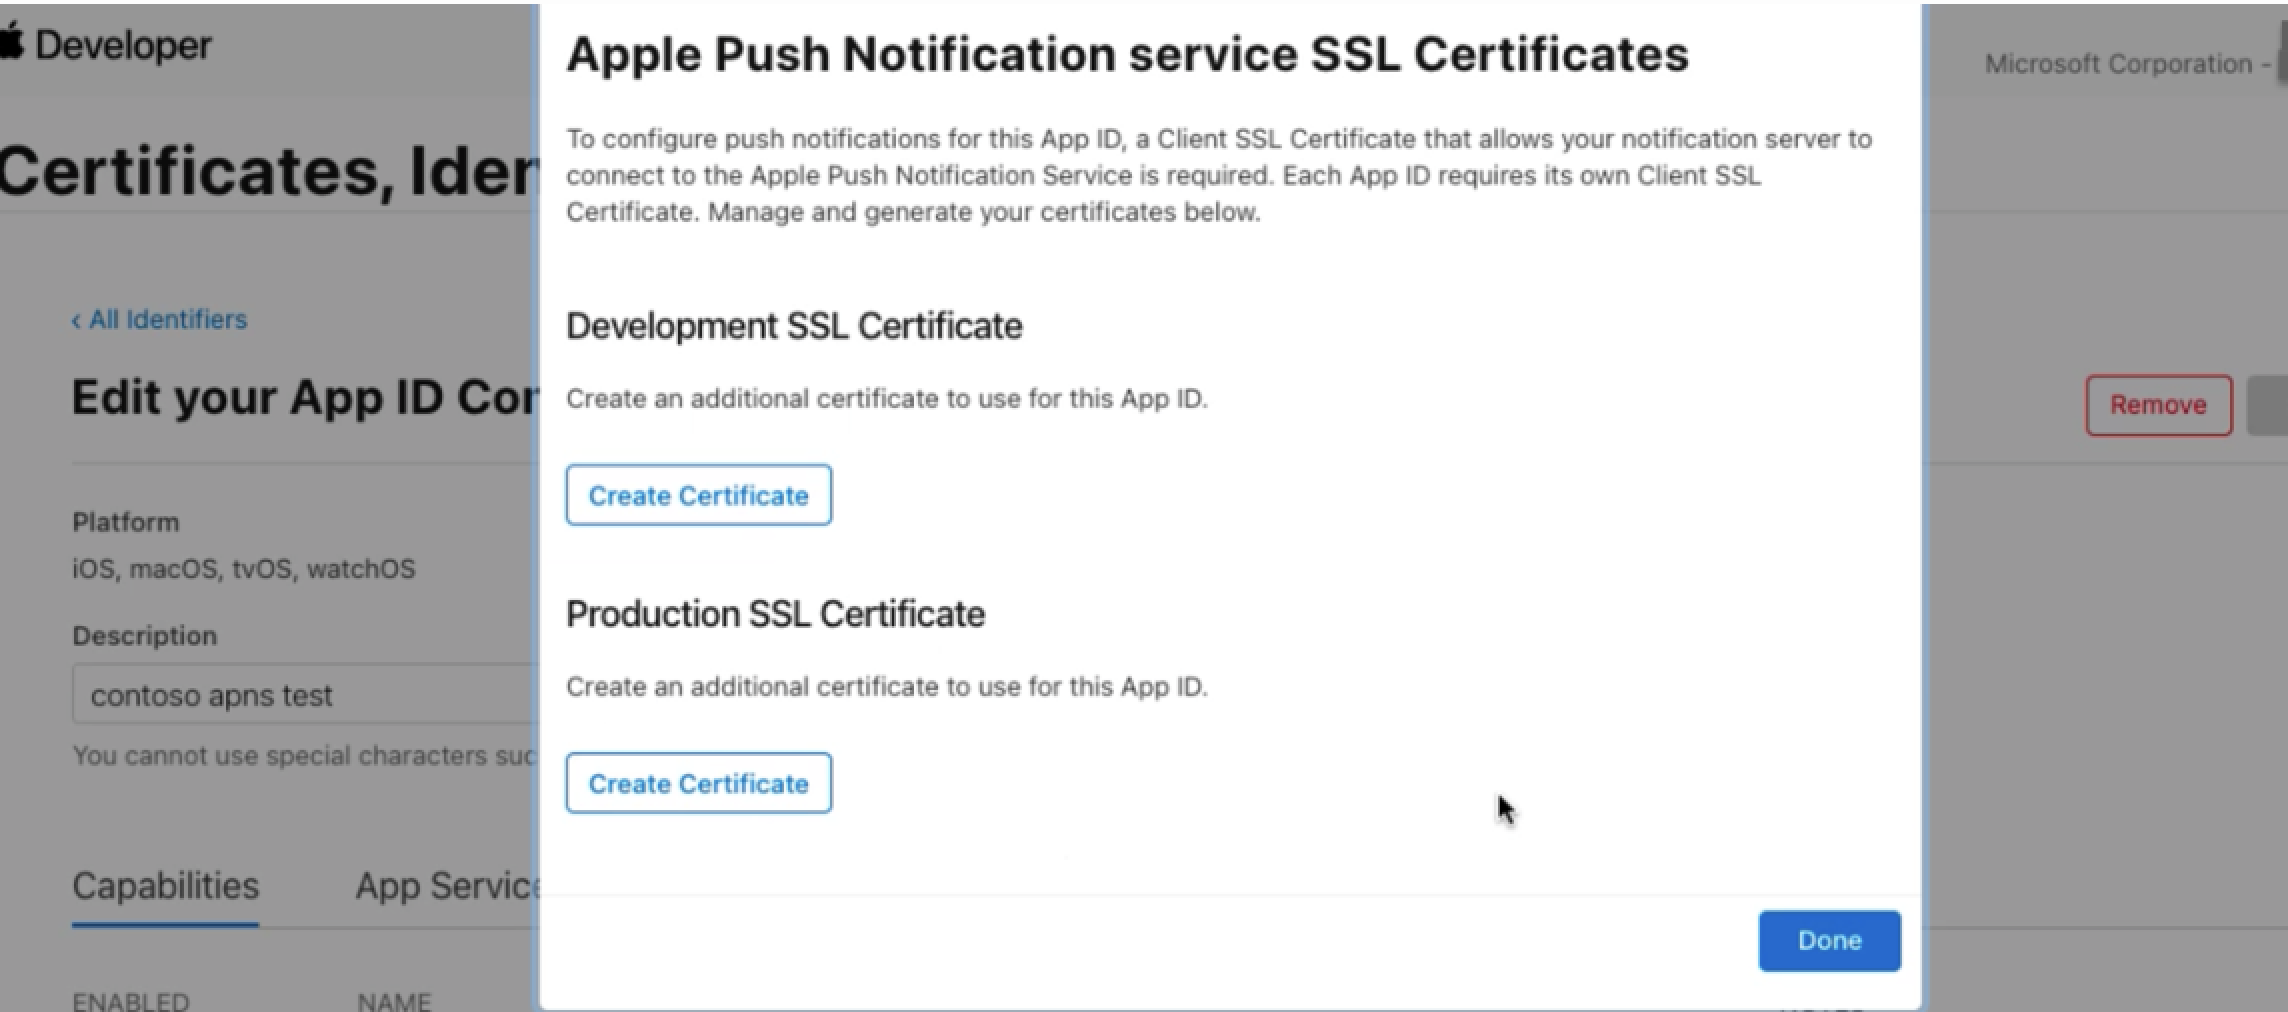 Developer
Microsoft Corporation -
Certificates, Iden
‹ All Identifiers
Edit your App ID Con
Remove
Platform
iOS, macOS, tvOS, watchOS
Description
contoso apns test
You cannot use special characters suc
Capabilities App Service
ENABLED NAME
Apple Push Notification service SSL Certificates
To configure push notifications for this App ID, a Client SSL Certificate that allows your notification server to
connect to the Apple Push Notification Service is required. Each App ID requires its own Client SSL
Certificate. Manage and generate your certificates below.
Development SSL Certificate
Create an additional certificate to use for this App ID.
Create Certificate
Production SSL Certificate
Create an additional certificate to use for this App ID.
Create Certificate
Done